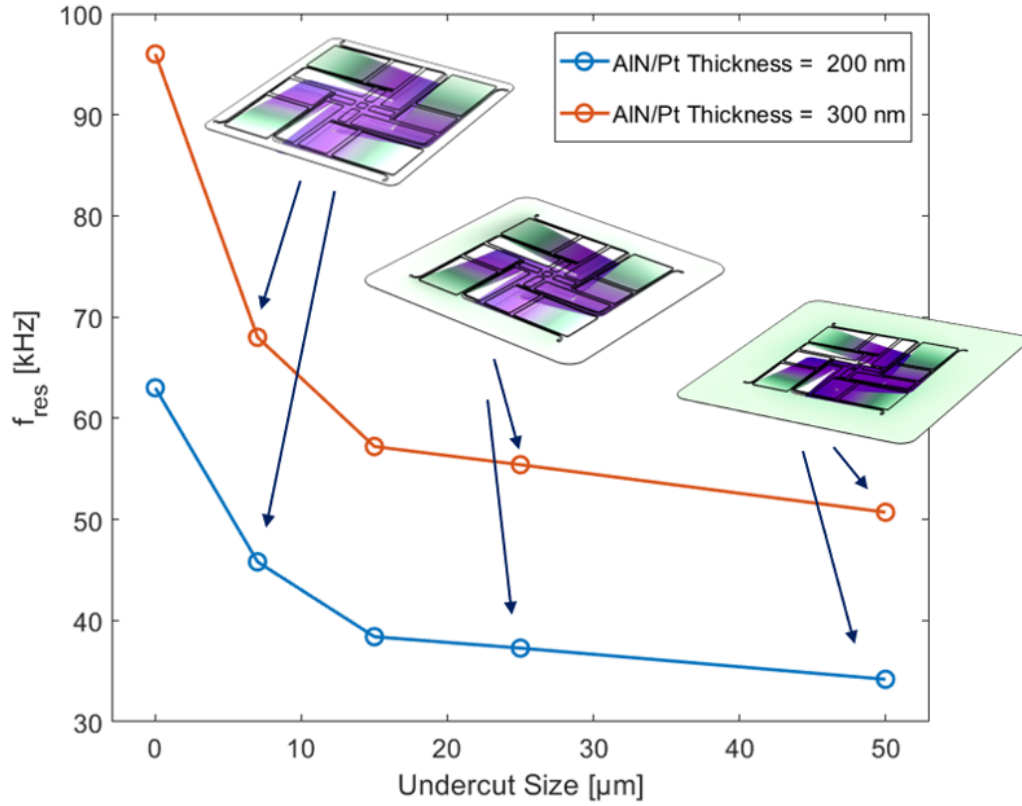 100
90
80
70
60
50
40
30
f_res [kHz]
AlN/Pt Thickness = 200 nm
AlN/Pt Thickness = 300 nm
0 10 20 30 40 50
Undercut Size [µm]